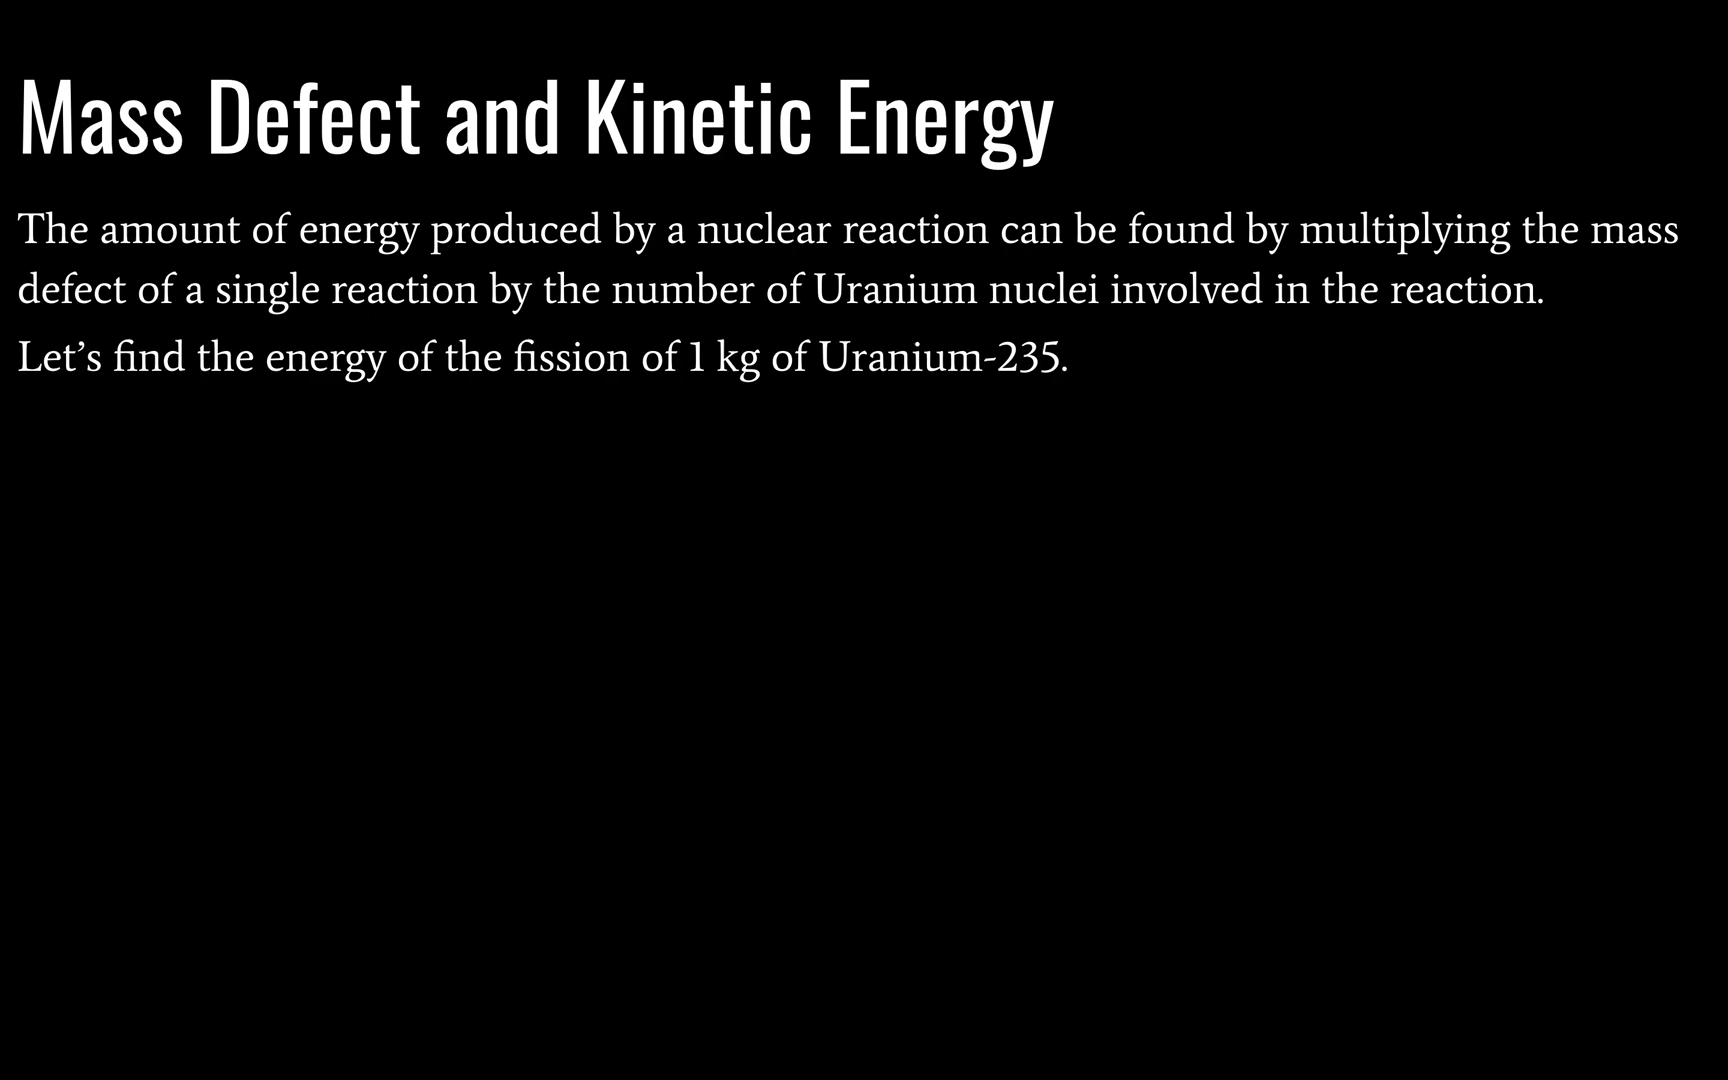 Mass Defect and Kinetic Energy
The amount of energy produced by a nuclear reaction can be found by multiplying the mass
defect of a single reaction by the number of Uranium nuclei involved in the reaction.
Let’s find the energy of the fission of 1 kg of Uranium-235.